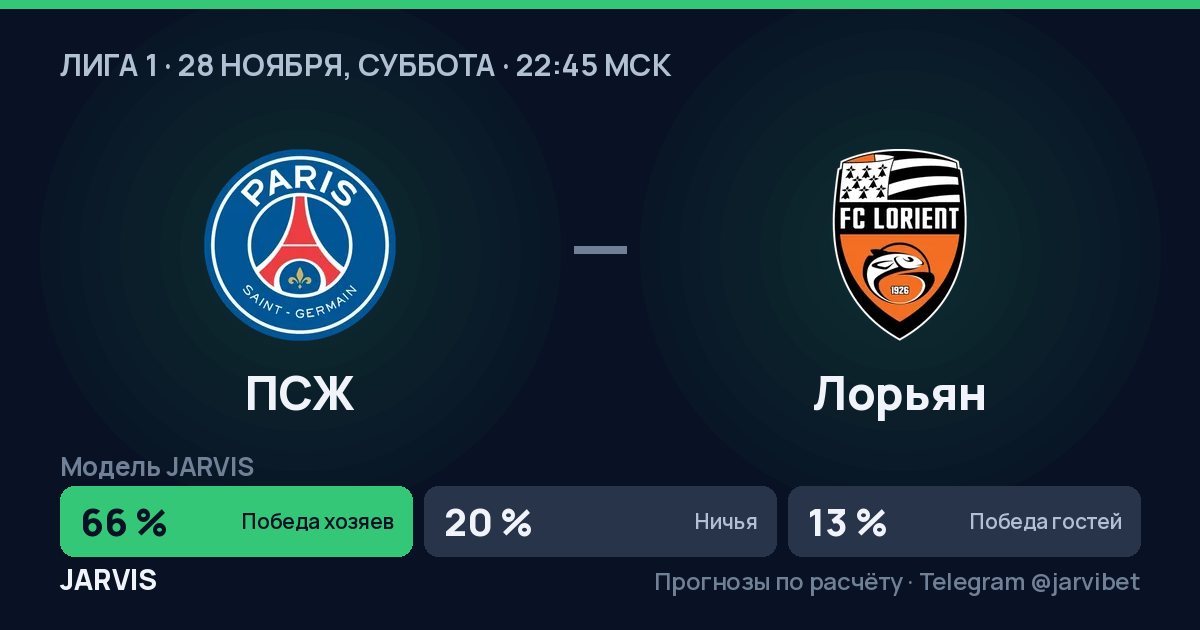 ЛИГА 1 · 28 НОЯБРЯ, СУББОТА · 22:45 МСК
PARIS
SAINT - GERMAIN
FC LORIENT
1926
ПСЖ
Лорьян
Модель JARVIS
66 % Победа хозяев
20 % Ничья
13 % Победа гостей
JARVIS
Прогнозы по расчёту · Telegram @jarvibet